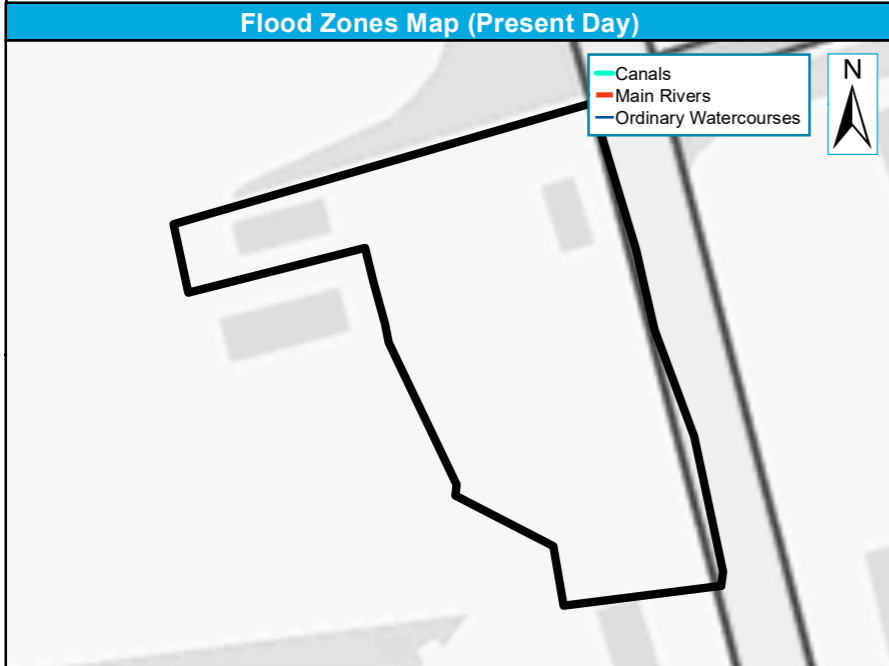 Flood Zones Map (Present Day)
Canals
Main Rivers
Ordinary Watercourses
N